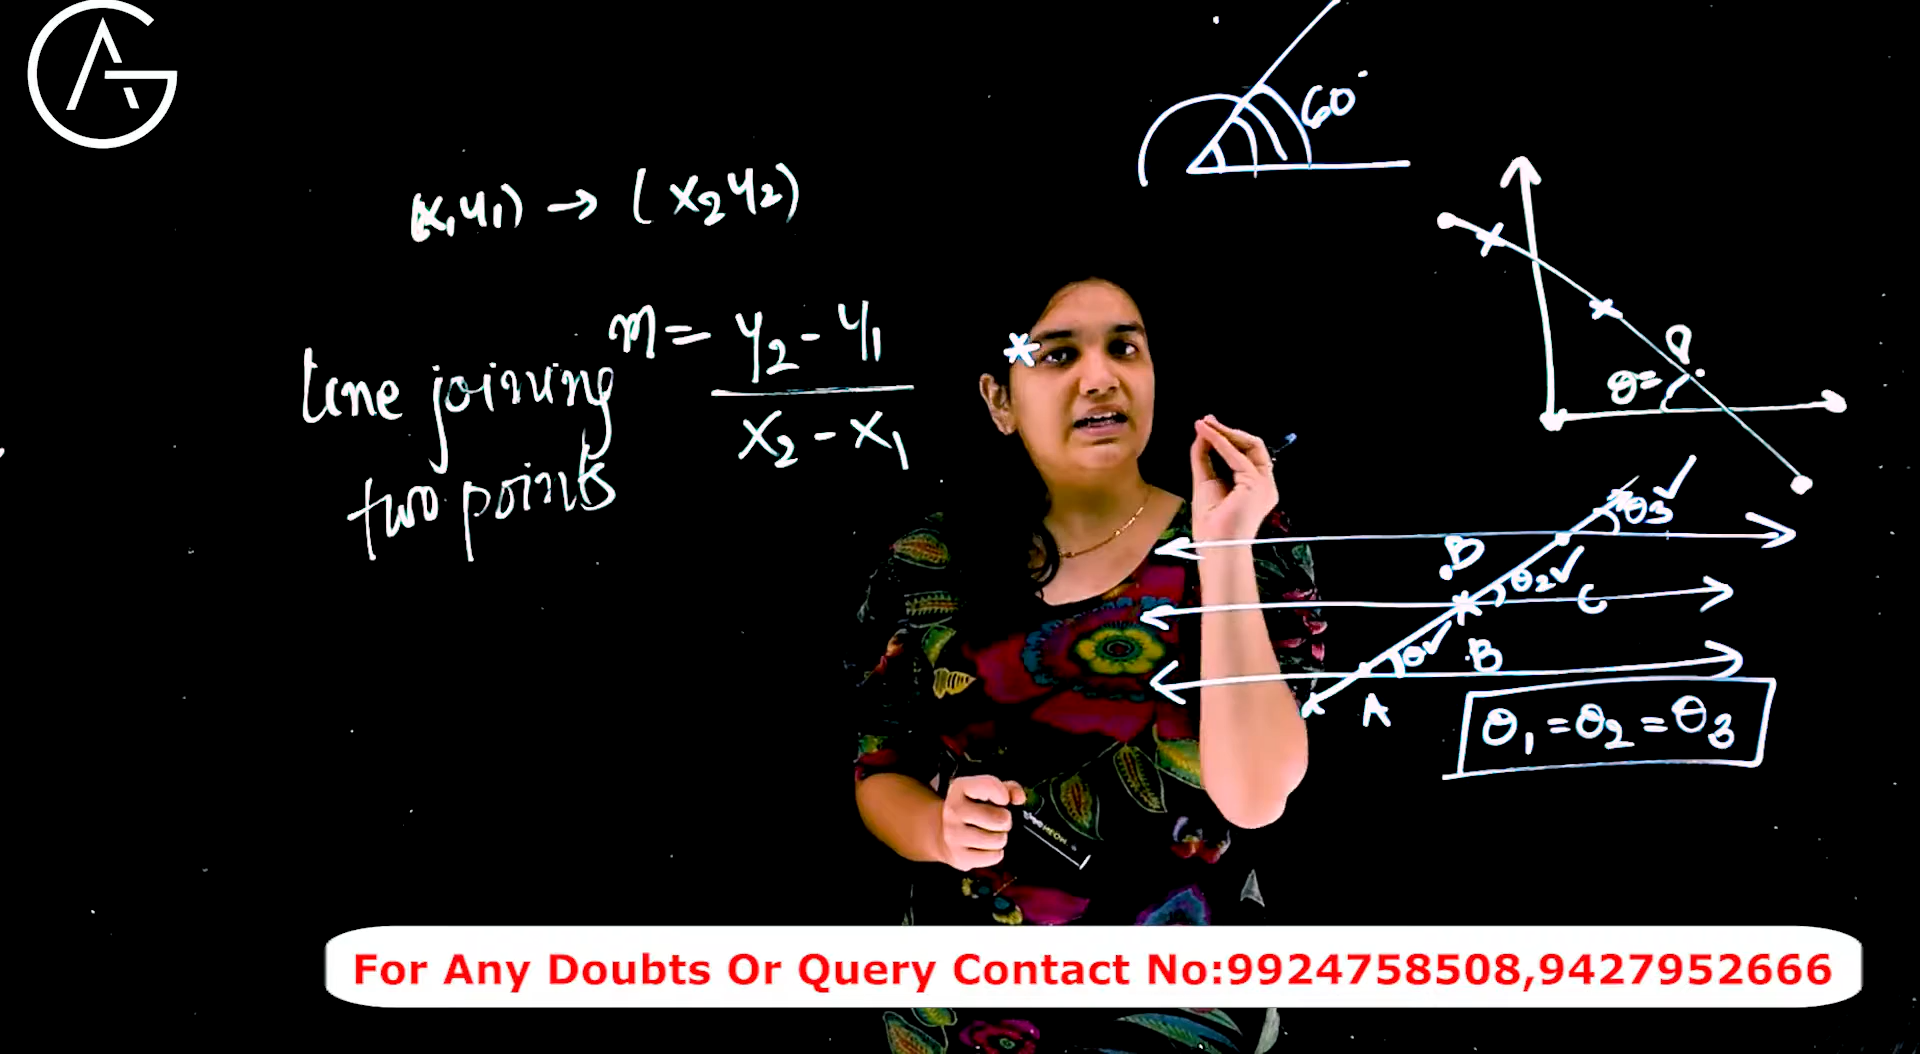 AG
60°
(x₁y₁) → (x₂y₂)
m = y₂ - y₁
x₂ - x₁
line joining
two points
θ=
θ₃✓
D
θ₂✓
C
θ✓
B
A
θ₁ = θ₂ = θ₃
For Any Doubts Or Query Contact No:9924758508,9427952666